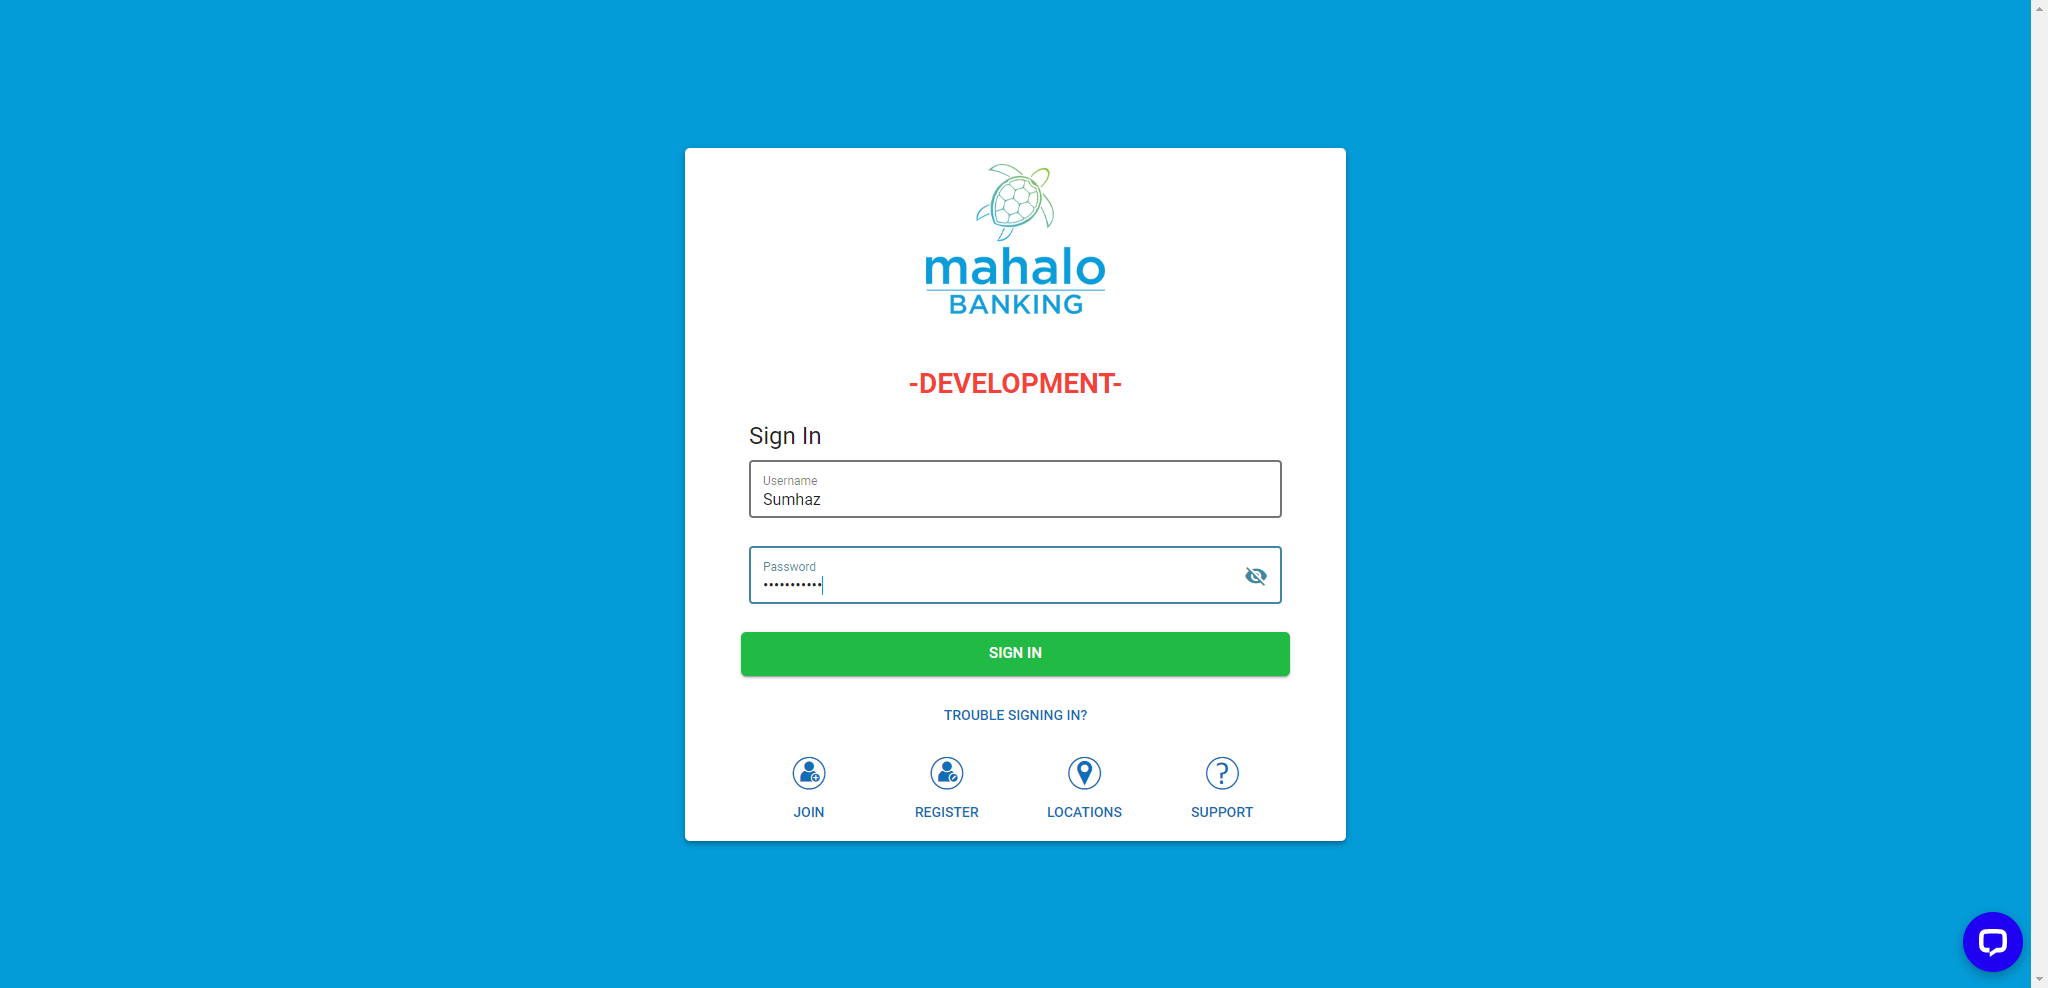 mahalo
BANKING
-DEVELOPMENT-
Sign In
Username
Sumhaz
Password
•••••••••••
SIGN IN
TROUBLE SIGNING IN?
JOIN
REGISTER
LOCATIONS
SUPPORT